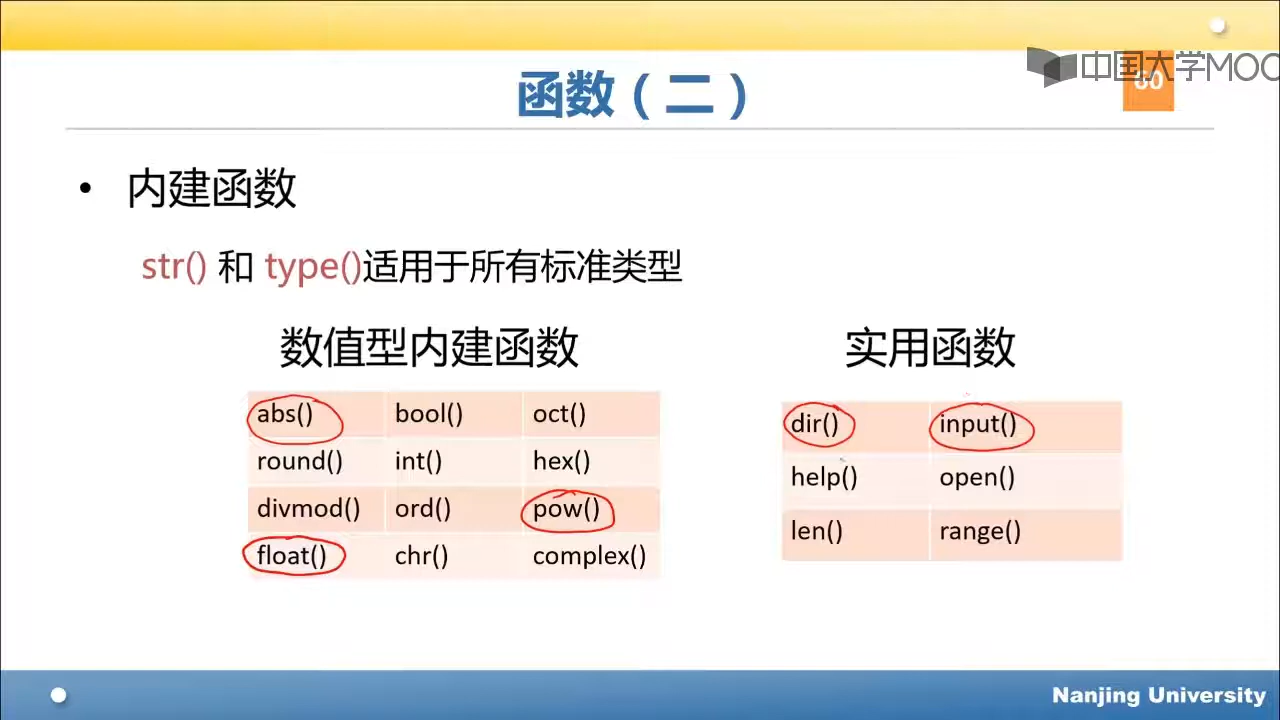 中国大学MOO
60
函数（二）
• 内建函数
str() 和 type()适用于所有标准类型
数值型内建函数
abs() bool() oct()
round() int() hex()
divmod() ord() pow()
float() chr() complex()
实用函数
dir() input()
help() open()
len() range()
Nanjing University